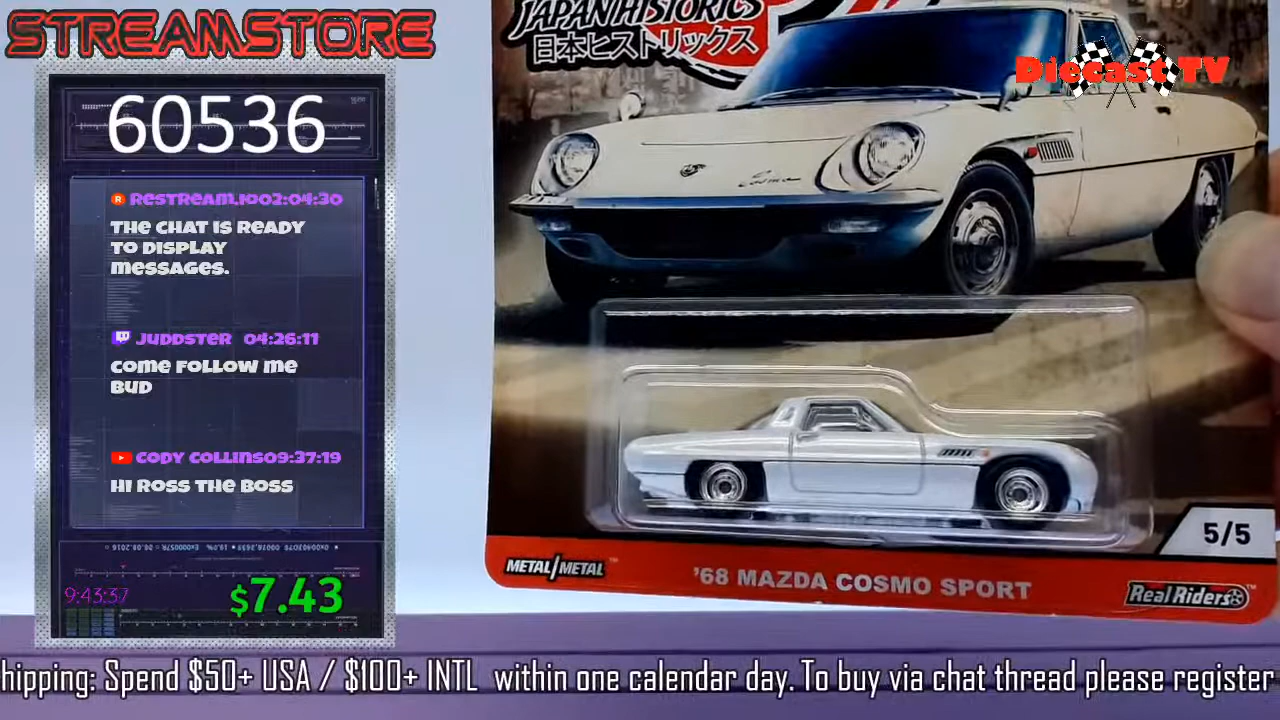 STREAMSTORE
60536
RESTREAM.IO02:04:30
THE CHAT IS READY
TO DISPLAY
MESSAGES.
JUDDSTER 04:26:11
COME FOLLOW ME
BUD
CODY COLLINS09:37:19
HI ROSS THE BOSS
9:43:37
$7.43
JAPAN HISTORICS
日本ヒストリックス
Diecast TV
Cosmo
5/5
METAL/METAL™
'68 MAZDA COSMO SPORT
Real Riders™
hipping: Spend $50+ USA / $100+ INTL within one calendar day. To buy via chat thread please register